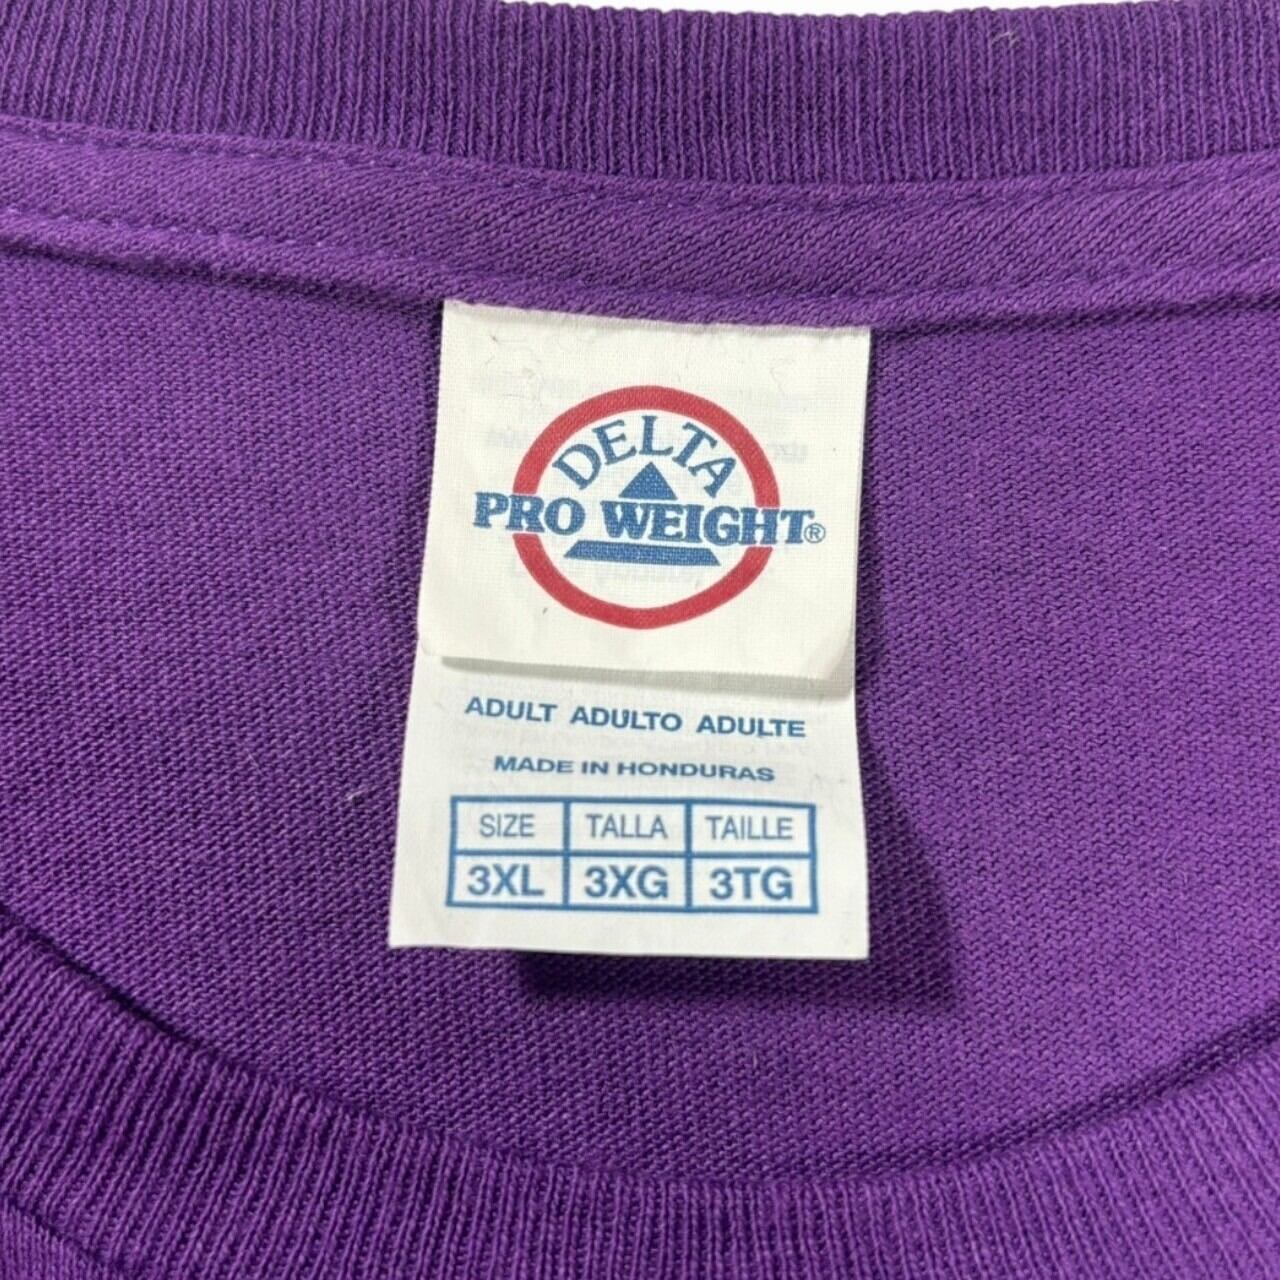 DELTA
PRO WEIGHT®
ADULT ADULTO ADULTE
MADE IN HONDURAS
SIZE TALLA TAILLE
3XL 3XG 3TG